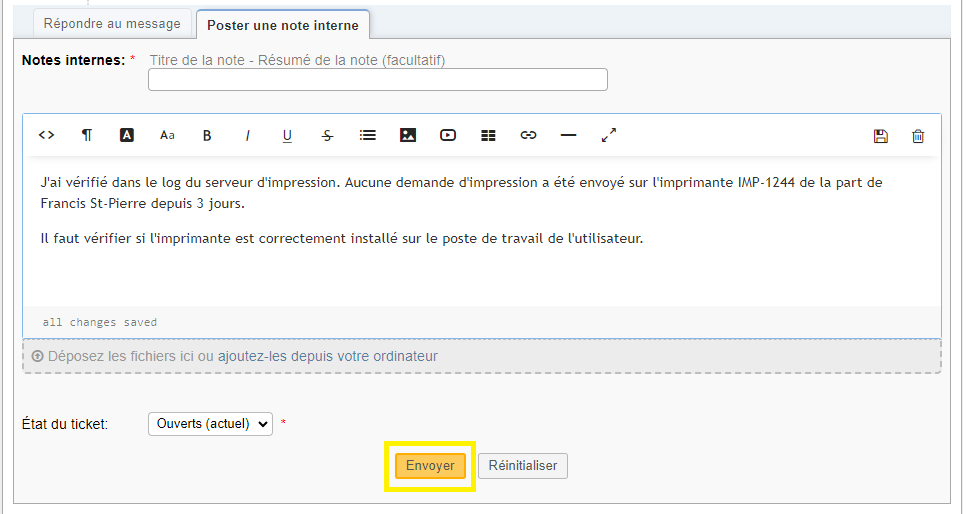 Répondre au message
Poster une note interne
Notes internes: * Titre de la note - Résumé de la note (facultatif)
<> ¶ A Aa B I U S
J'ai vérifié dans le log du serveur d'impression. Aucune demande d'impression a été envoyé sur l'imprimante IMP-1244 de la part de
Francis St-Pierre depuis 3 jours.
Il faut vérifier si l'imprimante est correctement installé sur le poste de travail de l'utilisateur.
all changes saved
Déposez les fichiers ici ou ajoutez-les depuis votre ordinateur
État du ticket: Ouverts (actuel) *
Envoyer Réinitialiser